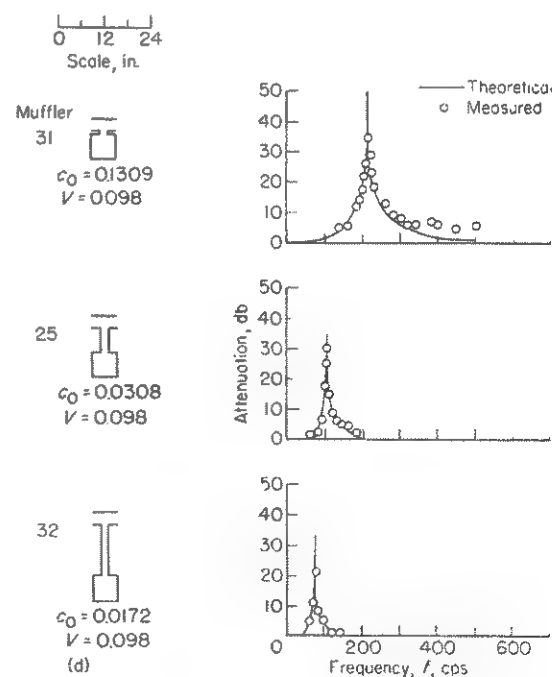 0 12 24
Scale, in.
Muffler
31
c0 = 0.1309
V = 0.098
50
40
30
20
10
0
Theoretical
Measured
25
c0 = 0.0308
V = 0.098
50
40
30
20
10
0
Attenuation, db
32
c0 = 0.0172
V = 0.098
(d)
50
40
30
20
10
0 200 400 600
Frequency, f, cps